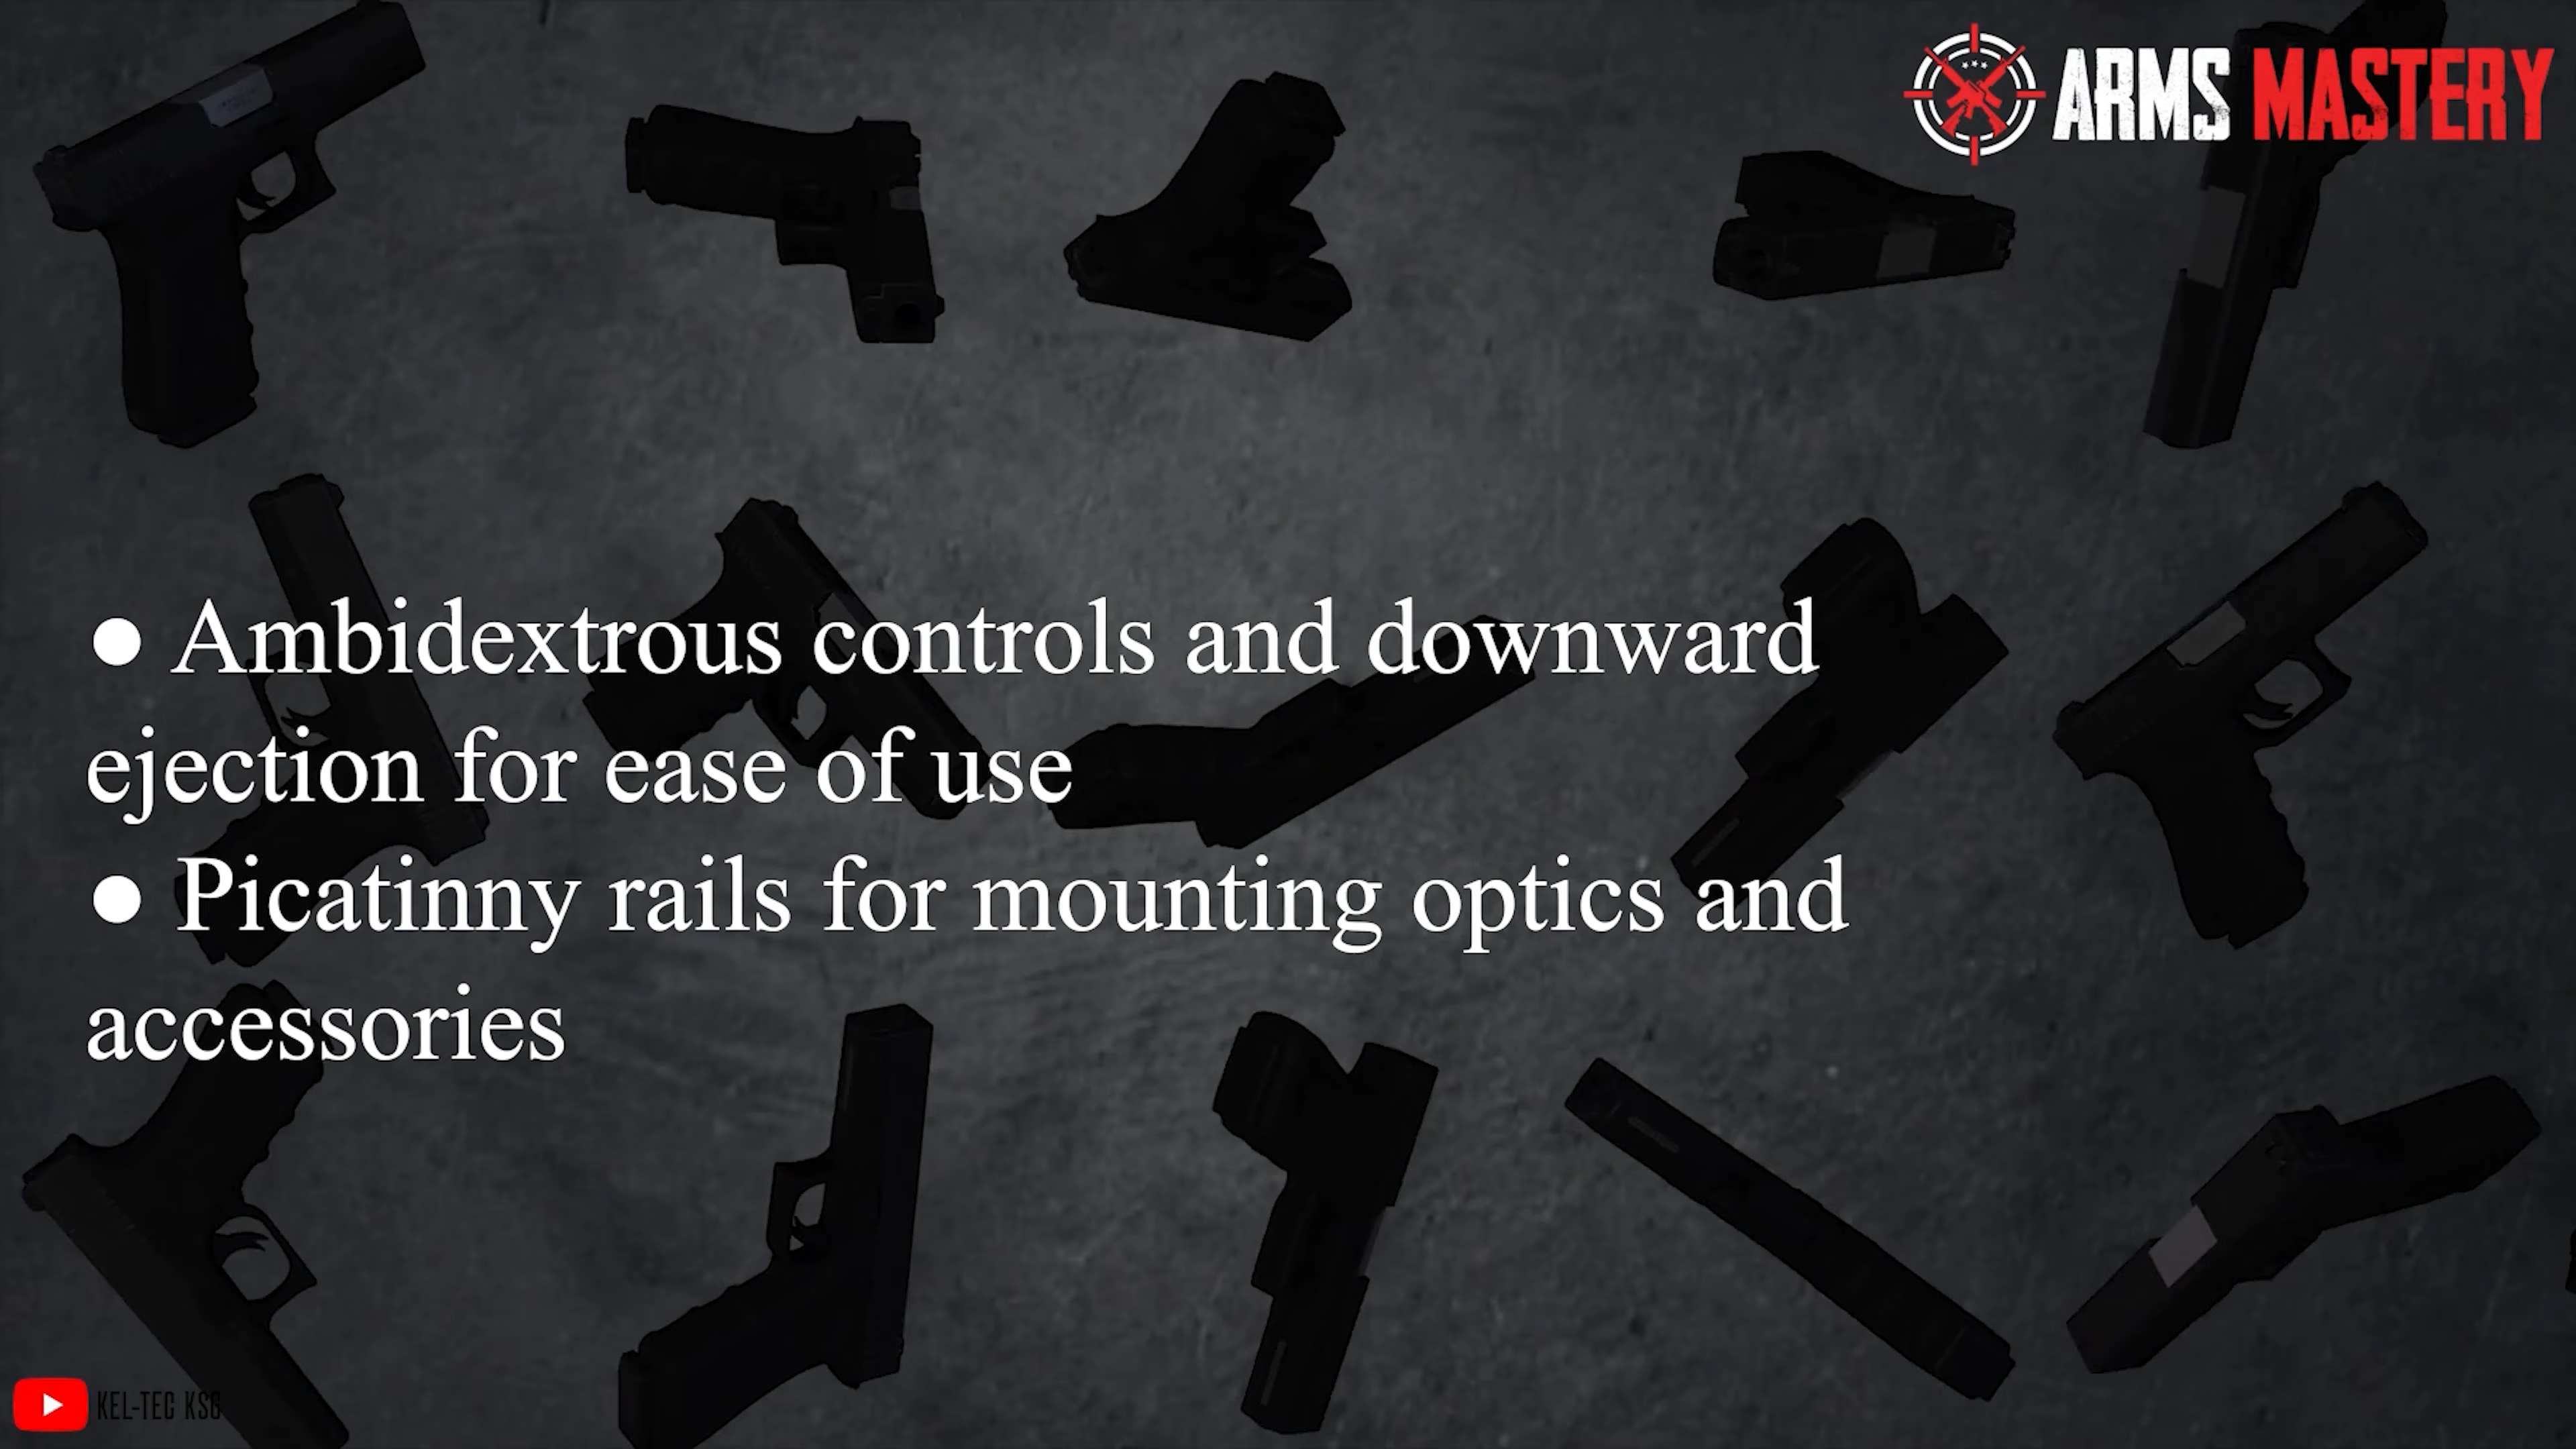 ARMS MASTERY
● Ambidextrous controls and downward
ejection for ease of use
● Picatinny rails for mounting optics and
accessories
KEL-TEC KSG